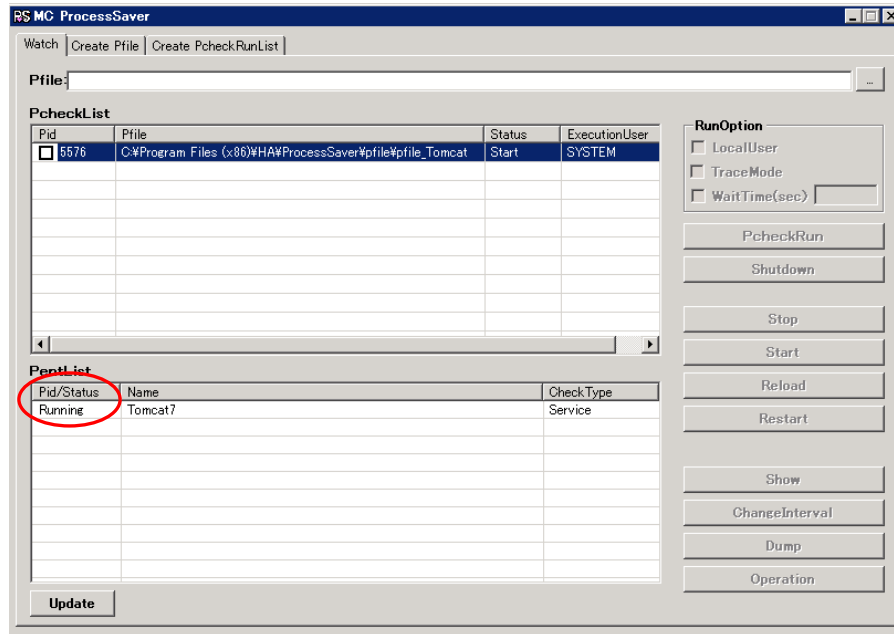 RS MC ProcessSaver
Watch Create Pfile Create PcheckRunList
Pfile: ...
PcheckList
Pid Pfile Status ExecutionUser
5576 C:¥Program Files (x86)¥HA¥ProcessSaver¥pfile¥pfile_Tomcat Start SYSTEM
RunOption
LocalUser
TraceMode
WaitTime(sec)
PcheckRun
Shutdown
Stop
Start
Reload
Restart
Show
ChangeInterval
Dump
Operation
PentList
Pid/Status Name CheckType
Running Tomcat7 Service
Update